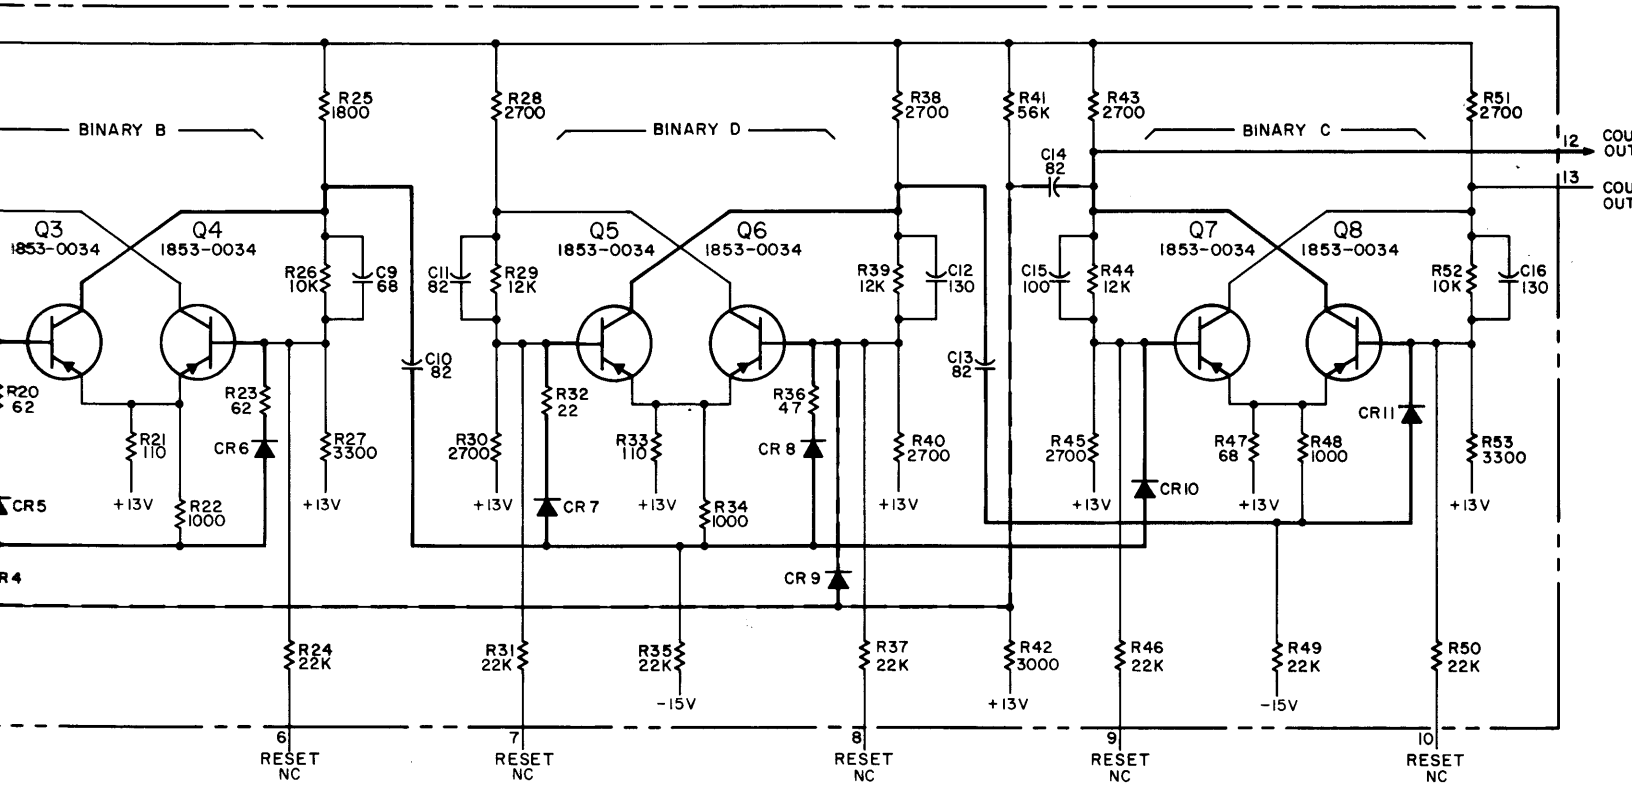 R25
1800
R28
2700
R38
2700
R41
56K
R43
2700
R51
2700
BINARY B
BINARY D
BINARY C
12
COU
OUT
C14
82
13
COU
OUT
Q3
1853-0034
Q4
1853-0034
Q5
1853-0034
Q6
1853-0034
Q7
1853-0034
Q8
1853-0034
R26
10K
C9
68
C11
82
R29
12K
R39
12K
C12
130
C15
100
R44
12K
R52
10K
C16
130
C10
82
C13
82
R20
62
R23
62
R32
22
R36
47
CR11
R21
110
CR6
R27
3300
R30
2700
R33
110
CR8
R40
2700
R45
2700
R47
68
R48
1000
R53
3300
CR10
+13V
+13V
+13V
+13V
+13V
+13V
+13V
+13V
CR5
R22
1000
CR7
R34
1000
R4
CR9
R24
22K
R31
22K
R35
22K
R37
22K
R42
3000
R46
22K
R49
22K
R50
22K
-15V
+13V
-15V
6
RESET
NC
7
RESET
NC
8
RESET
NC
9
RESET
NC
10
RESET
NC